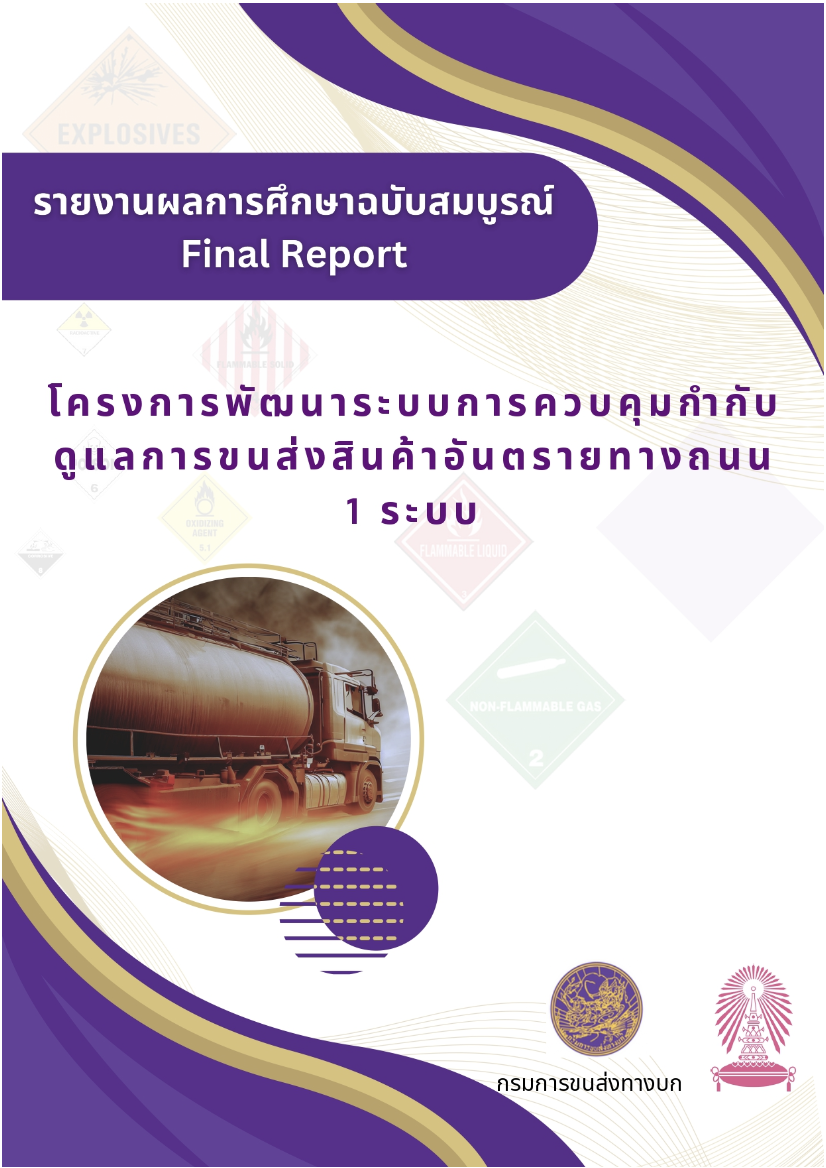 EXPLOSIVES
รายงานผลการศึกษาฉบับสมบูรณ์
Final Report
FLAMMABLE SOLID
โครงการพัฒนาระบบการควบคุมกำกับ
ดูแลการขนส่งสินค้าอันตรายทางถนน
1 ระบบ
6
OXIDIZING
AGENT
5.1
FLAMMABLE LIQUID
3
8
NON-FLAMMABLE GAS
2
กรมการขนส่งทางบก